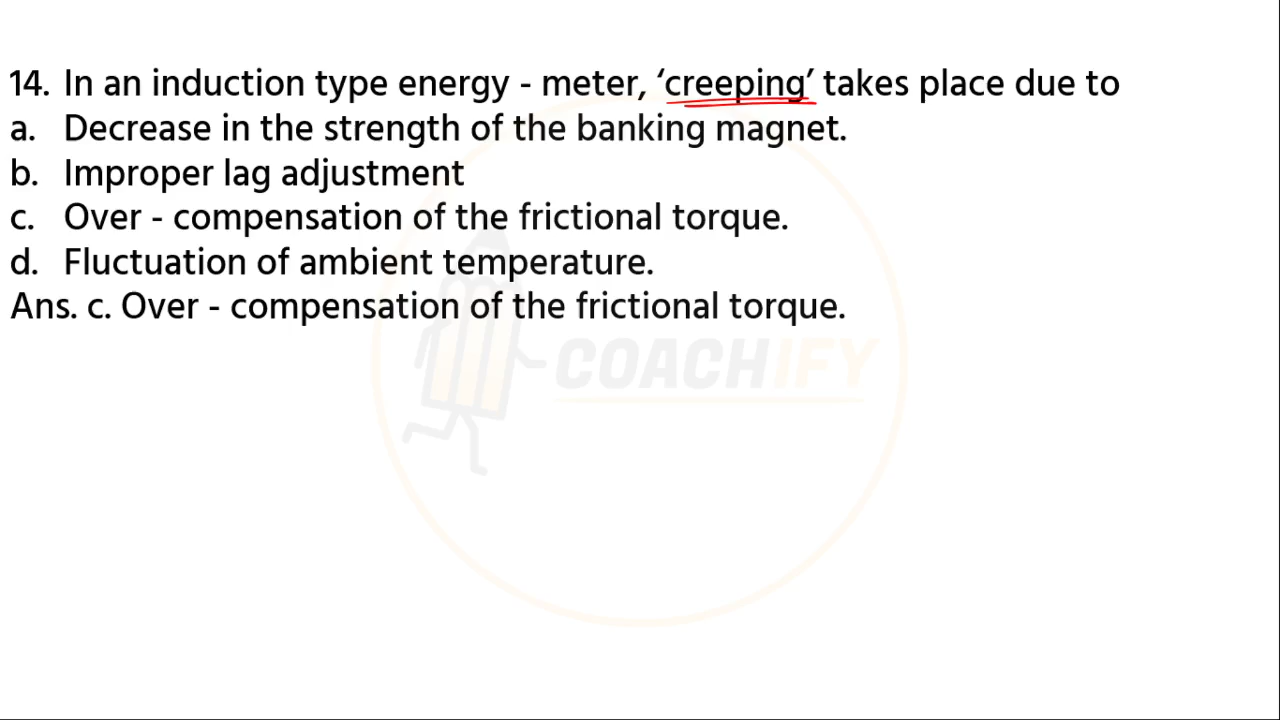 14. In an induction type energy - meter, ‘creeping’ takes place due to
a. Decrease in the strength of the banking magnet.
b. Improper lag adjustment
c. Over - compensation of the frictional torque.
d. Fluctuation of ambient temperature.
Ans. c. Over - compensation of the frictional torque.
COACHIFY